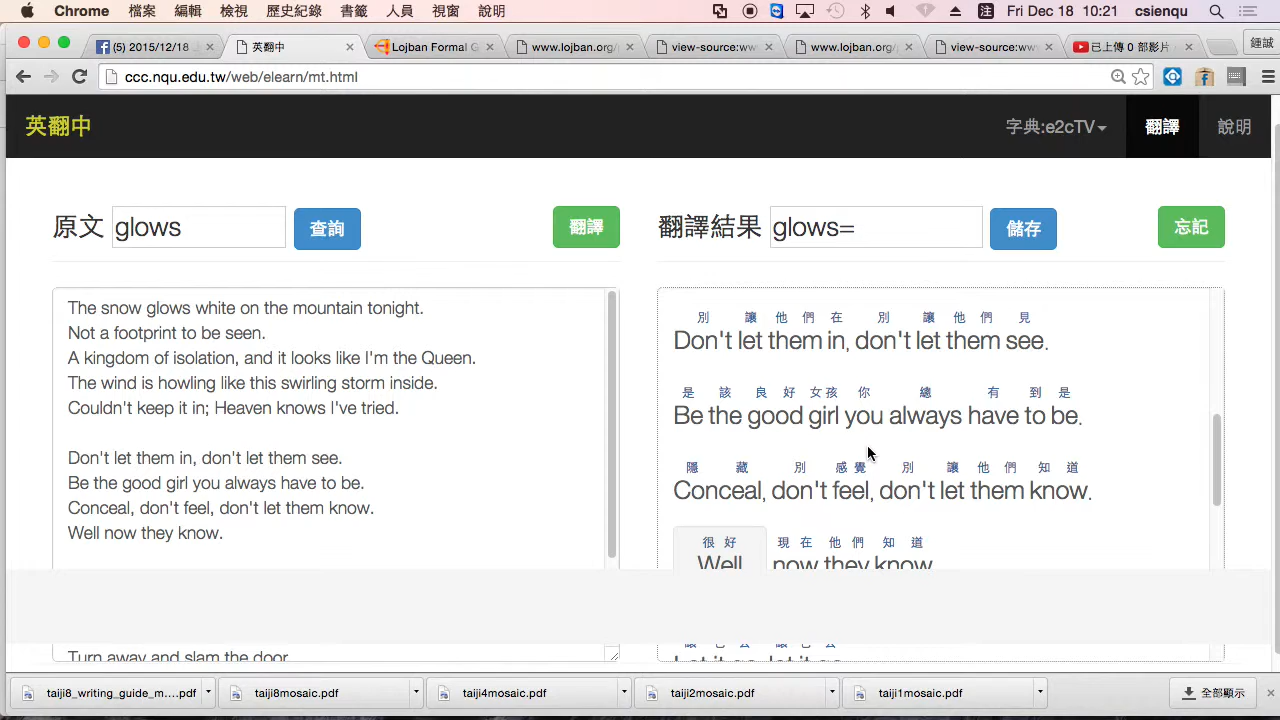 Chrome 檔案 編輯 檢視 歷史紀錄 書籤 人員 視窗 說明 注 Fri Dec 18 10:21 csienqu
(5) 2015/12/18 英翻中 Lojban Formal G www.lojban.org/ view-source:ww www.lojban.org/ view-source:ww 已上傳 0 部影片 鍾誠
ccc.nqu.edu.tw/web/elearn/mt.html
英翻中 字典:e2cTV 翻譯 說明
原文 glows 查詢 翻譯 翻譯結果 glows= 儲存 忘記
The snow glows white on the mountain tonight.
Not a footprint to be seen.
A kingdom of isolation, and it looks like I'm the Queen.
The wind is howling like this swirling storm inside.
Couldn't keep it in; Heaven knows I've tried.
Don't let them in, don't let them see.
Be the good girl you always have to be.
Conceal, don't feel, don't let them know.
Well now they know.
Turn away and slam the door
別 讓 他 們 在 別 讓 他 們 見
Don't let them in, don't let them see.
是 該 良 好 女 孩 你 總 有 到 是
Be the good girl you always have to be.
隱 藏 別 感 覺 別 讓 他 們 知 道
Conceal, don't feel, don't let them know.
很 好 現 在 他 們 知 道
Well now they know
Let it go, let it go
taiji8_writing_guide_m....pdf taiji8mosaic.pdf taiji4mosaic.pdf taiji2mosaic.pdf taiji1mosaic.pdf 全部顯示